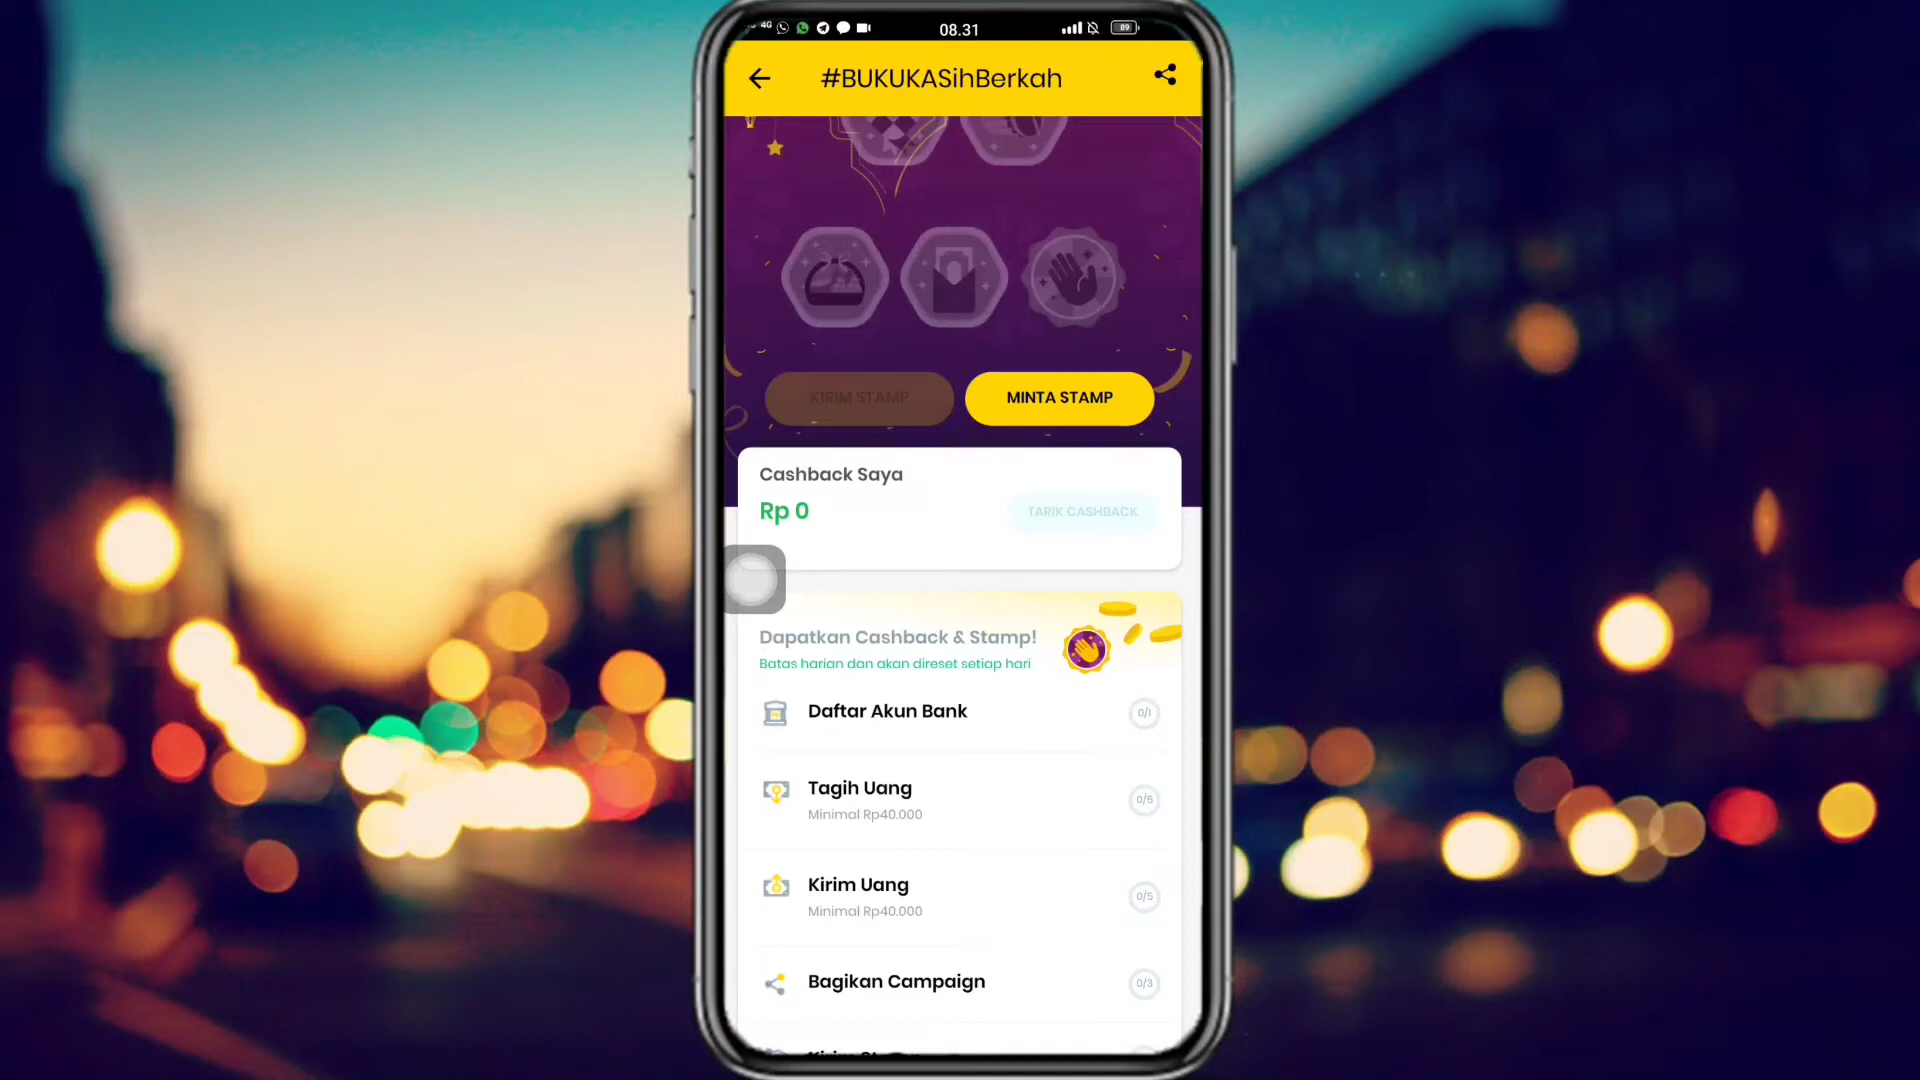 4G
08.31
89
#BUKUKASihBerkah
KIRIM STAMP
MINTA STAMP
Cashback Saya
Rp 0
TARIK CASHBACK
Dapatkan Cashback & Stamp!
Batas harian dan akan direset setiap hari
Daftar Akun Bank
0/1
Tagih Uang
Minimal Rp40.000
0/5
Kirim Uang
Minimal Rp40.000
0/5
Bagikan Campaign
0/3